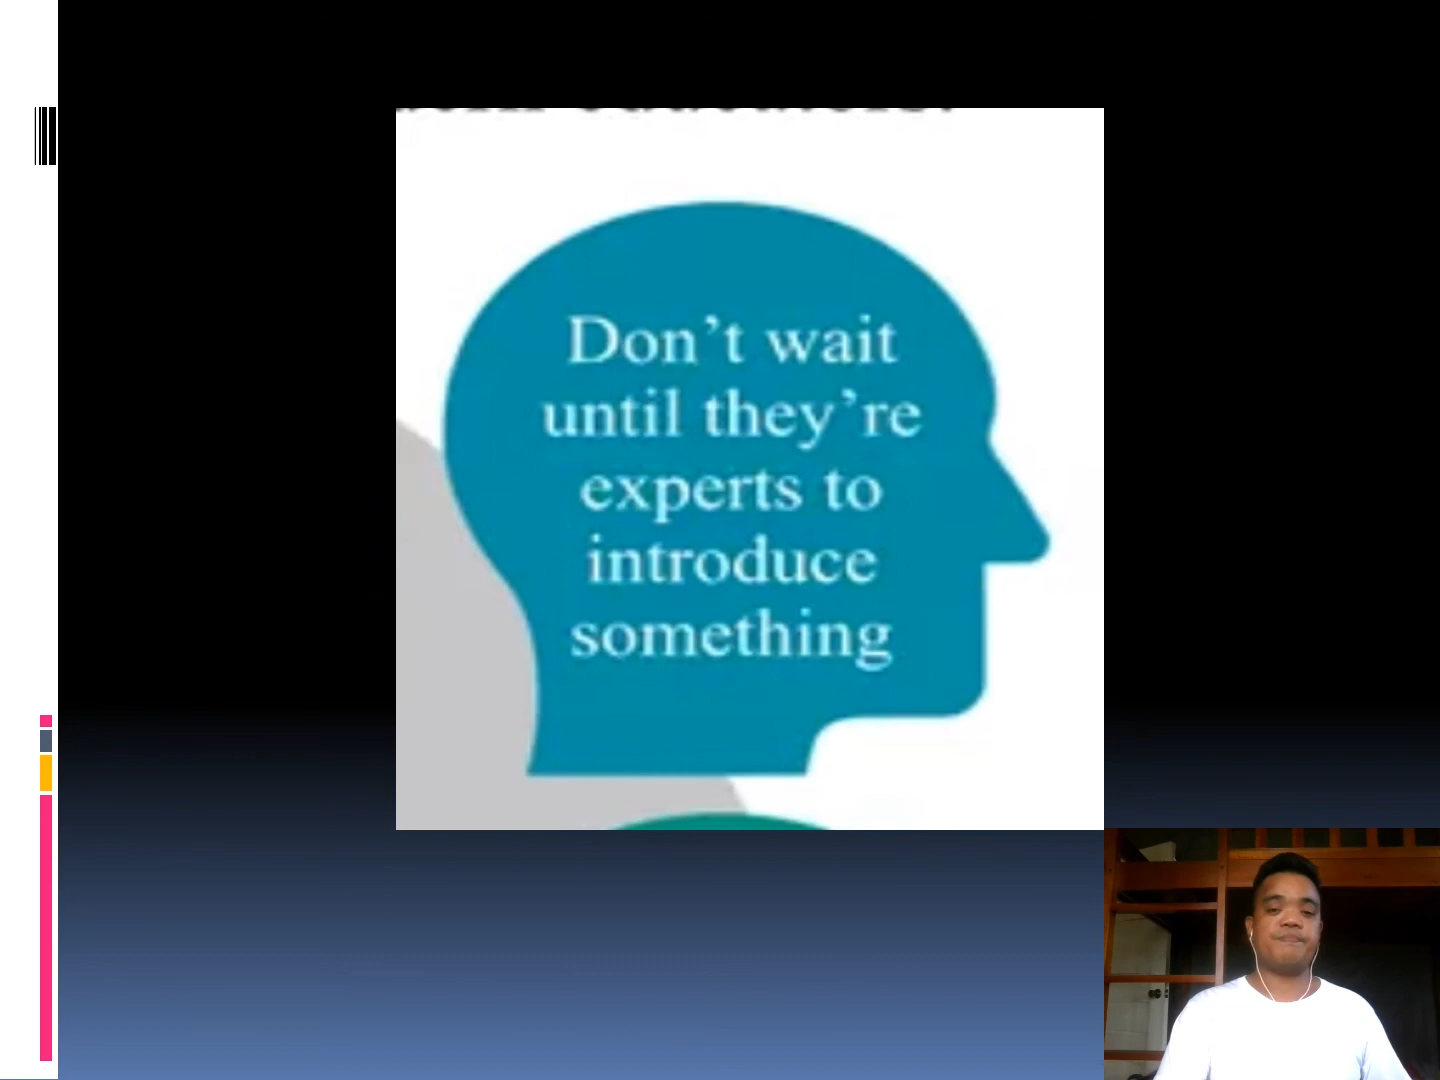 Don’t wait
until they’re
experts to
introduce
something